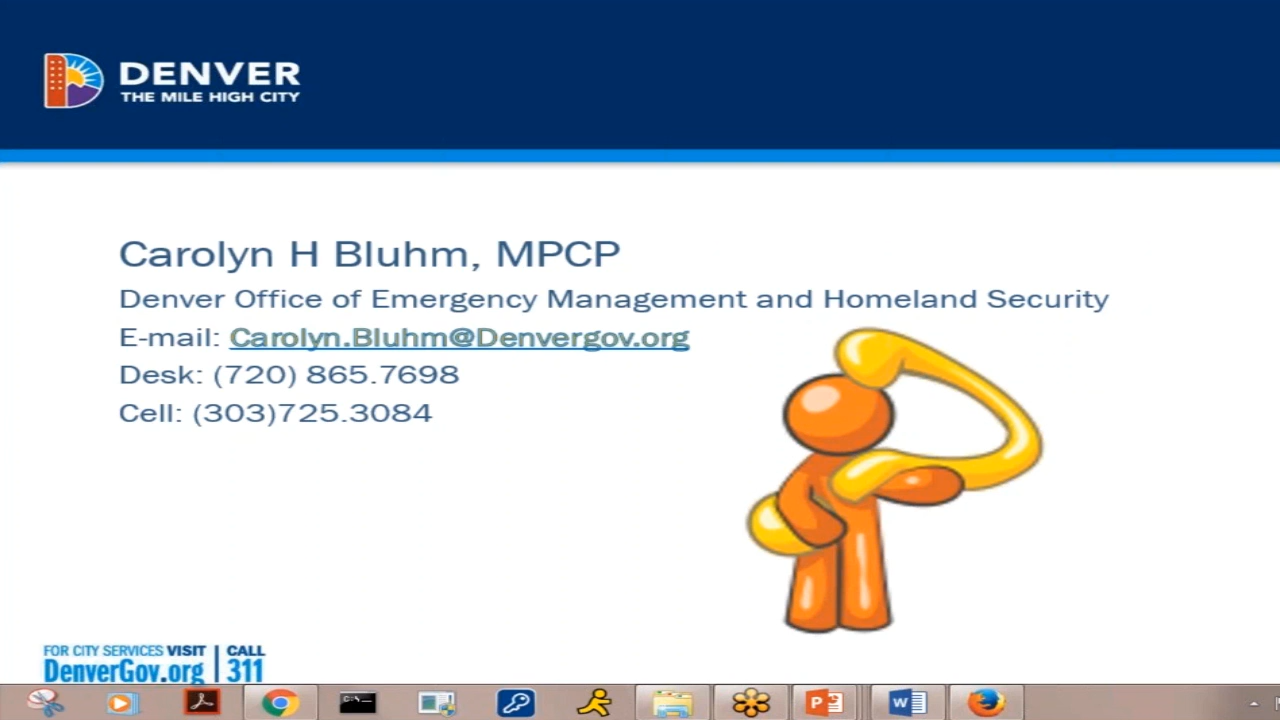 DENVER
THE MILE HIGH CITY
Carolyn H Bluhm, MPCP
Denver Office of Emergency Management and Homeland Security
E-mail: Carolyn.Bluhm@Denvergov.org
Desk: (720) 865.7698
Cell: (303)725.3084
FOR CITY SERVICES VISIT | CALL
DenverGov.org | 311